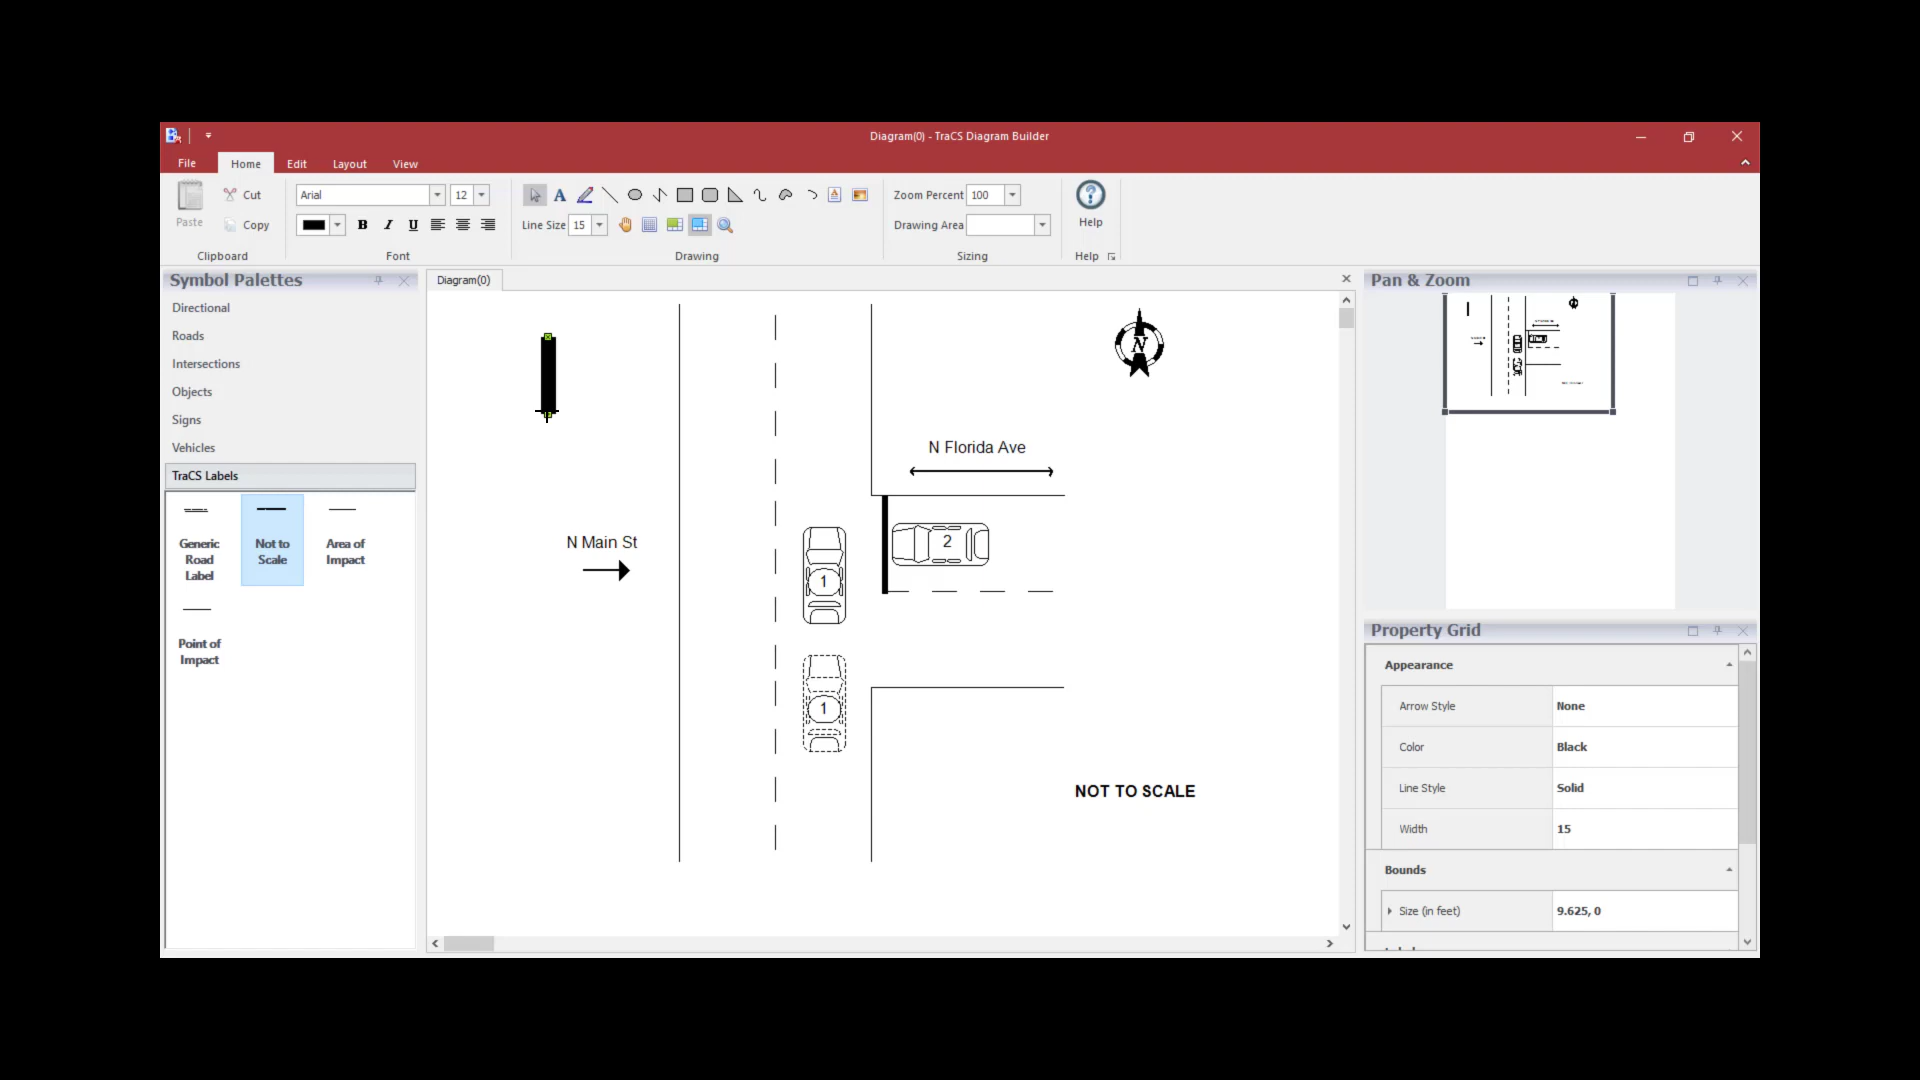 Diagram(0) - TraCS Diagram Builder
File Home Edit Layout View
Paste
Cut
Copy
Clipboard
Arial 12
B I U
Font
A
Line Size 15
Drawing
Zoom Percent 100
Drawing Area
Sizing
Help
Help
Symbol Palettes
Directional
Roads
Intersections
Objects
Signs
Vehicles
TraCS Labels
Generic
Road
Label
Not to
Scale
Area of
Impact
Point of
Impact
Diagram(0)
N
N Florida Ave
N Main St
2
1
1
NOT TO SCALE
Pan & Zoom
Property Grid
Appearance
Arrow Style None
Color Black
Line Style Solid
Width 15
Bounds
Size (in feet) 9.625, 0